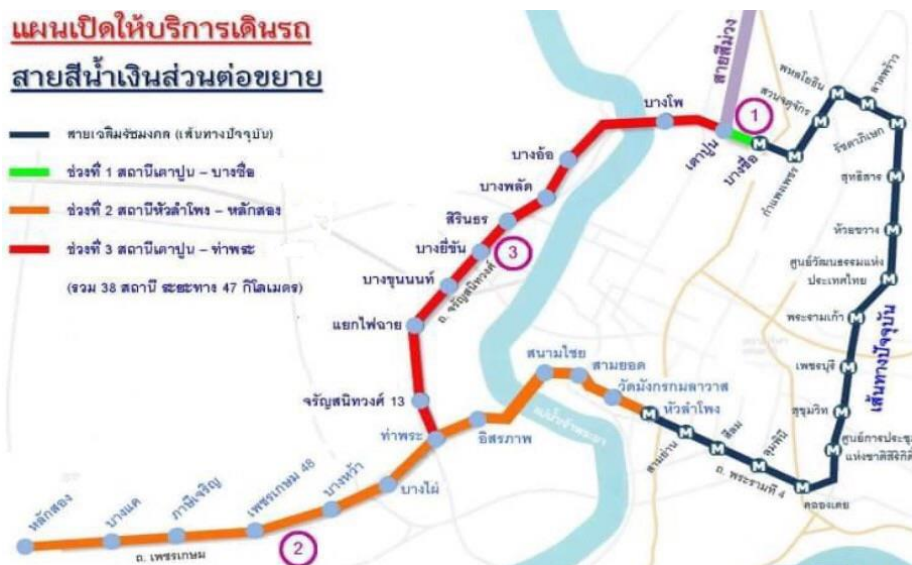 แผนเปิดให้บริการเดินรถ
สายสีน้ำเงินส่วนต่อขยาย
สายเฉลิมรัชมงคล (เส้นทางปัจจุบัน)
ช่วงที่ 1 สถานีเตาปูน - บางซื่อ
ช่วงที่ 2 สถานีหัวลำโพง - หลักสอง
ช่วงที่ 3 สถานีเตาปูน - ท่าพระ
(รวม 38 สถานี ระยะทาง 47 กิโลเมตร)
สายสีม่วง
1
บางโพ
เตาปูน
บางซื่อ
กำแพงเพชร
สวนจตุจักร
พหลโยธิน
ลาดพร้าว
รัชดาภิเษก
สุทธิสาร
ห้วยขวาง
ศูนย์วัฒนธรรมแห่ง
ประเทศไทย
พระรามเก้า
เพชรบุรี
สุขุมวิท
ศูนย์การประชุม
แห่งชาติสิริกิติ์
เส้นทางปัจจุบัน
คลองเตย
ลุมพินี
สีลม
สามย่าน
ถ. พระรามที่ 4
หัวลำโพง
วัดมังกรกมลาวาส
สามยอด
สนามไชย
แม่น้ำเจ้าพระยา
อิสรภาพ
บางอ้อ
บางพลัด
สิรินธร
บางยี่ขัน
3
บางขุนนนท์
ถ. จรัญสนิทวงศ์
แยกไฟฉาย
จรัญสนิทวงศ์ 13
ท่าพระ
บางไผ่
บางหว้า
เพชรเกษม 48
ภาษีเจริญ
บางแค
หลักสอง
ถ. เพชรเกษม
2